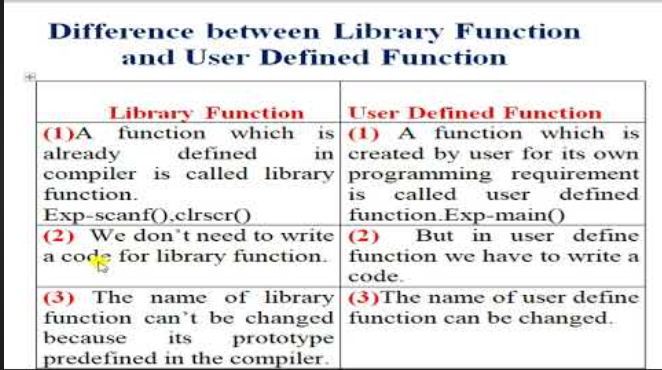 Difference between Library Function
and User Defined Function
Library Function
User Defined Function
(1)A function which is
already defined in
compiler is called library
function.
Exp-scanf(),clrscr()
(1) A function which is
created by user for its own
programming requirement
is called user defined
function.Exp-main()
(2) We don't need to write
a code for library function.
(2) But in user define
function we have to write a
code.
(3) The name of library
function can't be changed
because its prototype
predefined in the compiler.
(3)The name of user define
function can be changed.